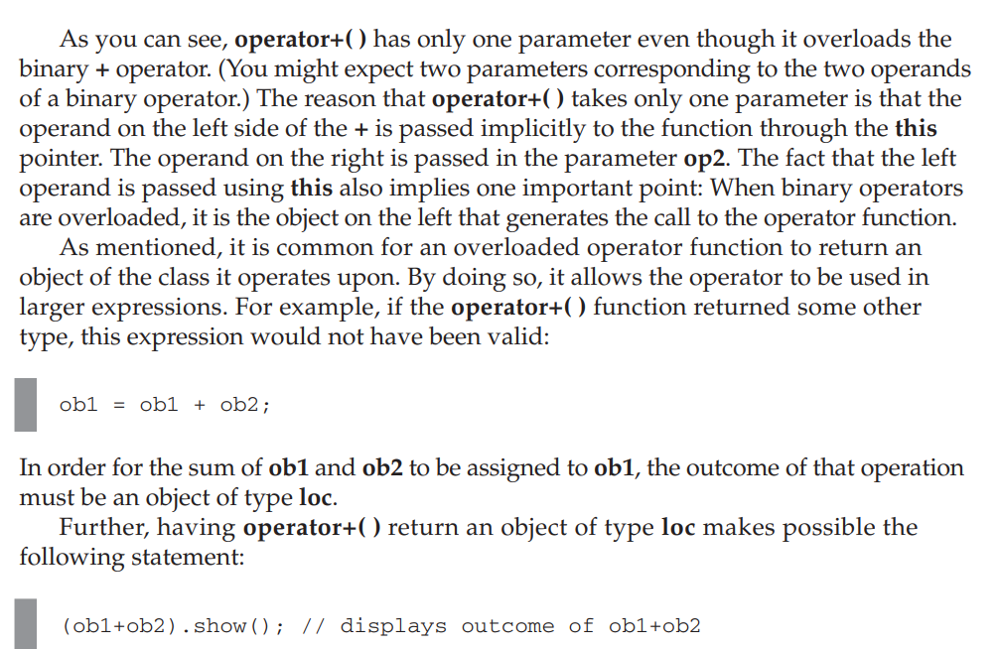 As you can see, operator+( ) has only one parameter even though it overloads the
binary + operator. (You might expect two parameters corresponding to the two operands
of a binary operator.) The reason that operator+( ) takes only one parameter is that the
operand on the left side of the + is passed implicitly to the function through the this
pointer. The operand on the right is passed in the parameter op2. The fact that the left
operand is passed using this also implies one important point: When binary operators
are overloaded, it is the object on the left that generates the call to the operator function.
As mentioned, it is common for an overloaded operator function to return an
object of the class it operates upon. By doing so, it allows the operator to be used in
larger expressions. For example, if the operator+( ) function returned some other
type, this expression would not have been valid:
ob1 = ob1 + ob2;
In order for the sum of ob1 and ob2 to be assigned to ob1, the outcome of that operation
must be an object of type loc.
Further, having operator+( ) return an object of type loc makes possible the
following statement:
(ob1+ob2).show(); // displays outcome of ob1+ob2